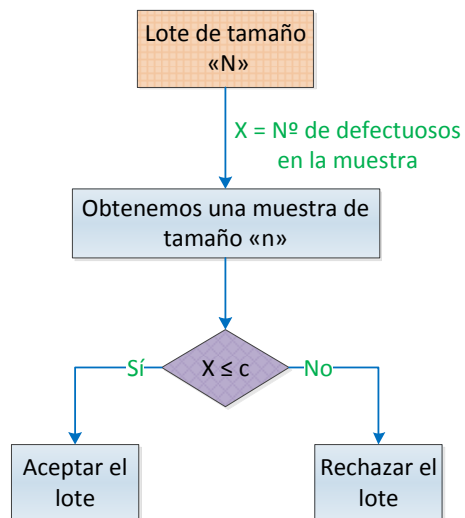 Lote de tamaño
«N»
X = Nº de defectuosos
en la muestra
Obtenemos una muestra de
tamaño «n»
X ≤ c
Sí
No
Aceptar el
lote
Rechazar el
lote